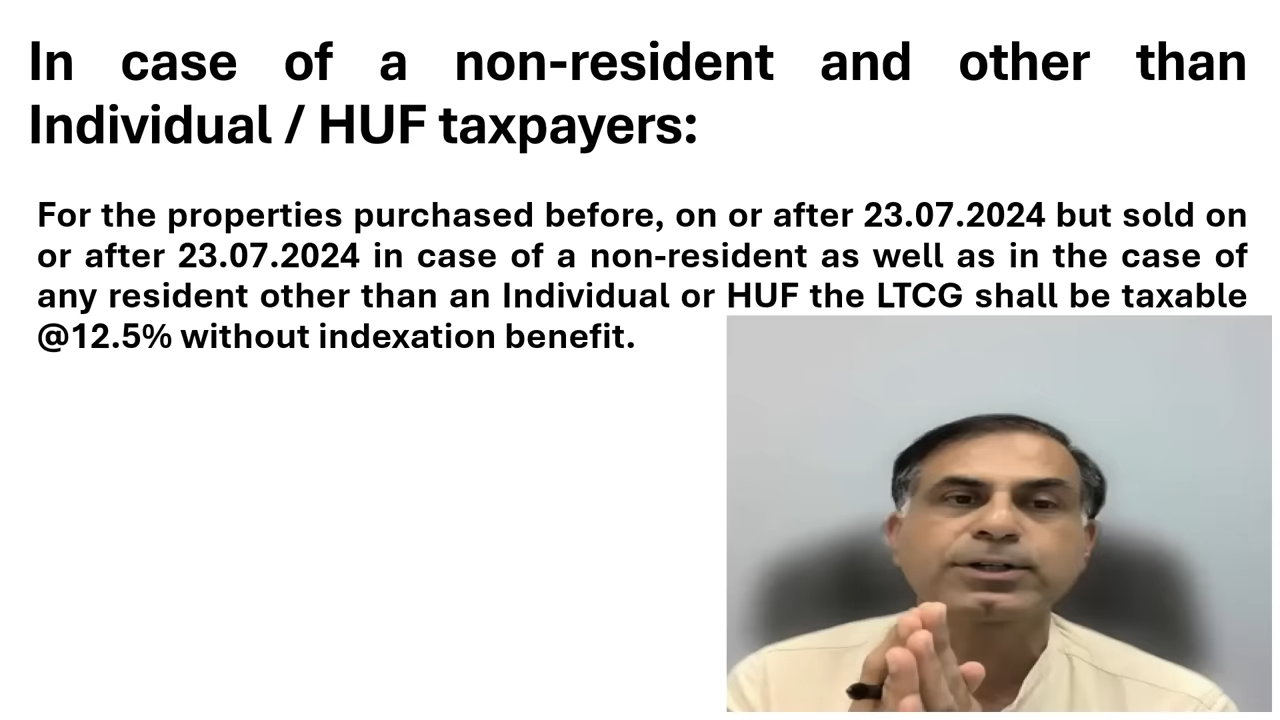 In case of a non-resident and other than
Individual / HUF taxpayers:
For the properties purchased before, on or after 23.07.2024 but sold on
or after 23.07.2024 in case of a non-resident as well as in the case of
any resident other than an Individual or HUF the LTCG shall be taxable
@12.5% without indexation benefit.